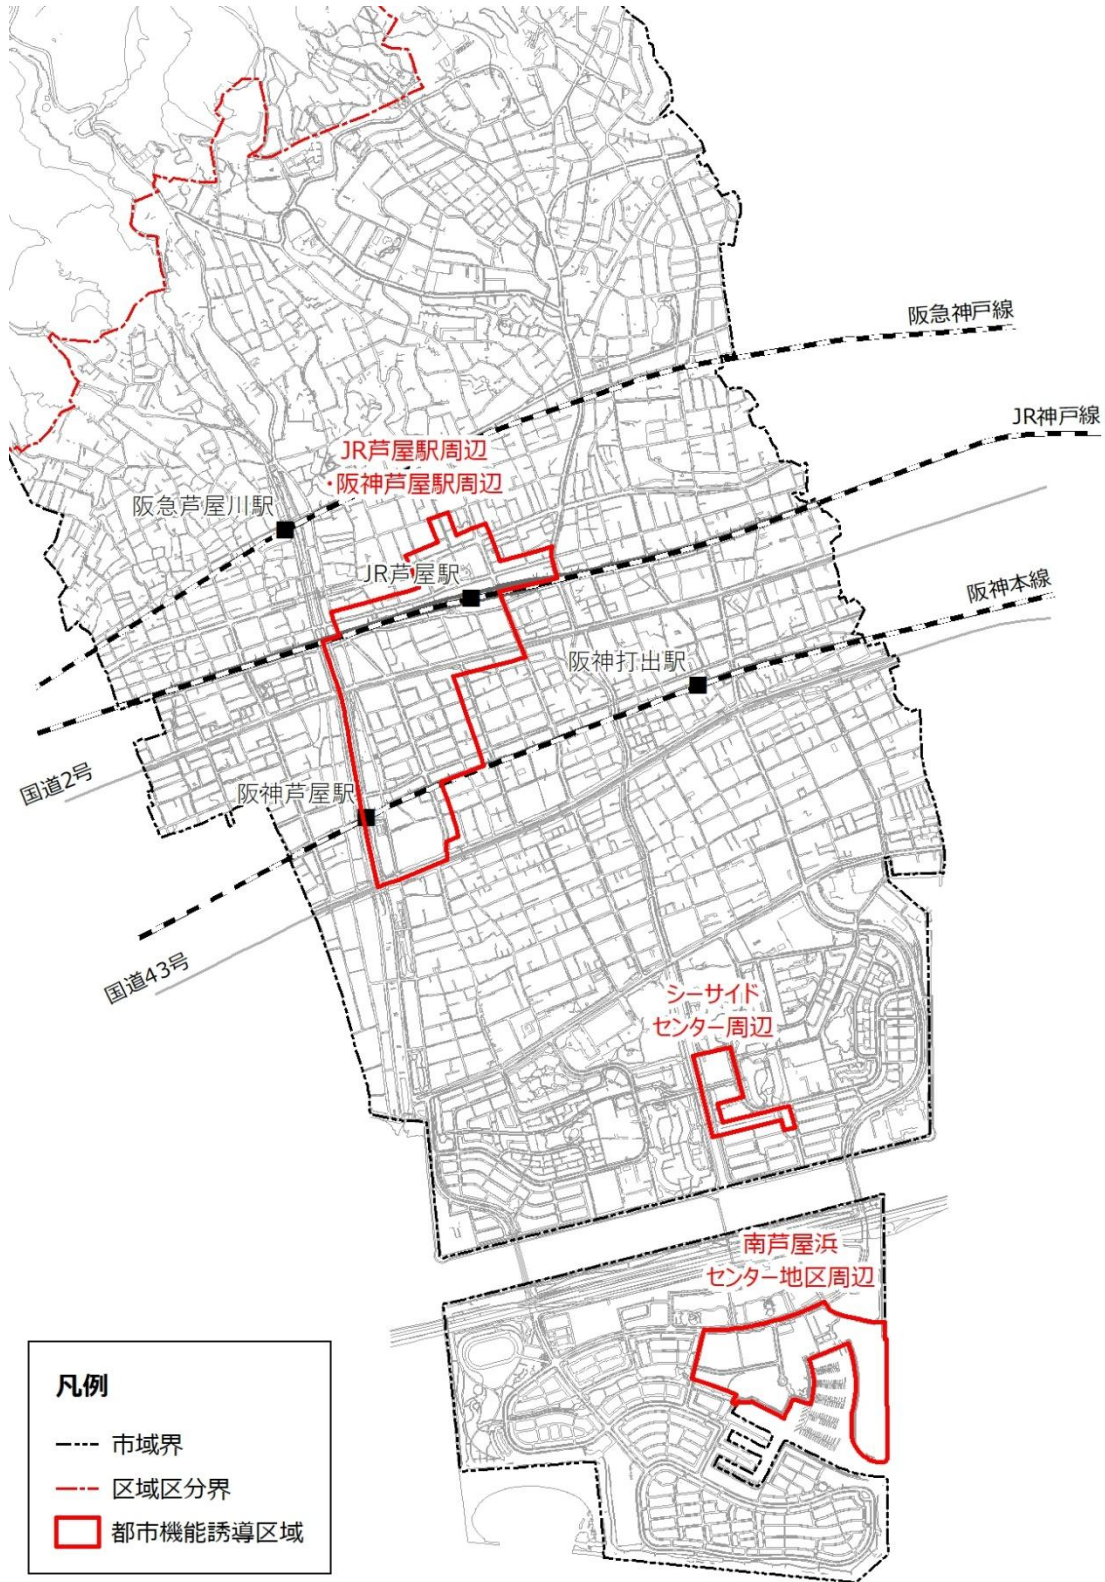 阪急神戸線
JR神戸線
JR芦屋駅周辺
・阪神芦屋駅周辺
阪急芦屋川駅
JR芦屋駅
阪神本線
阪神打出駅
国道2号
阪神芦屋駅
国道43号
シーサイド
センター周辺
南芦屋浜
センター地区周辺
凡例
市域界
区域区分界
都市機能誘導区域